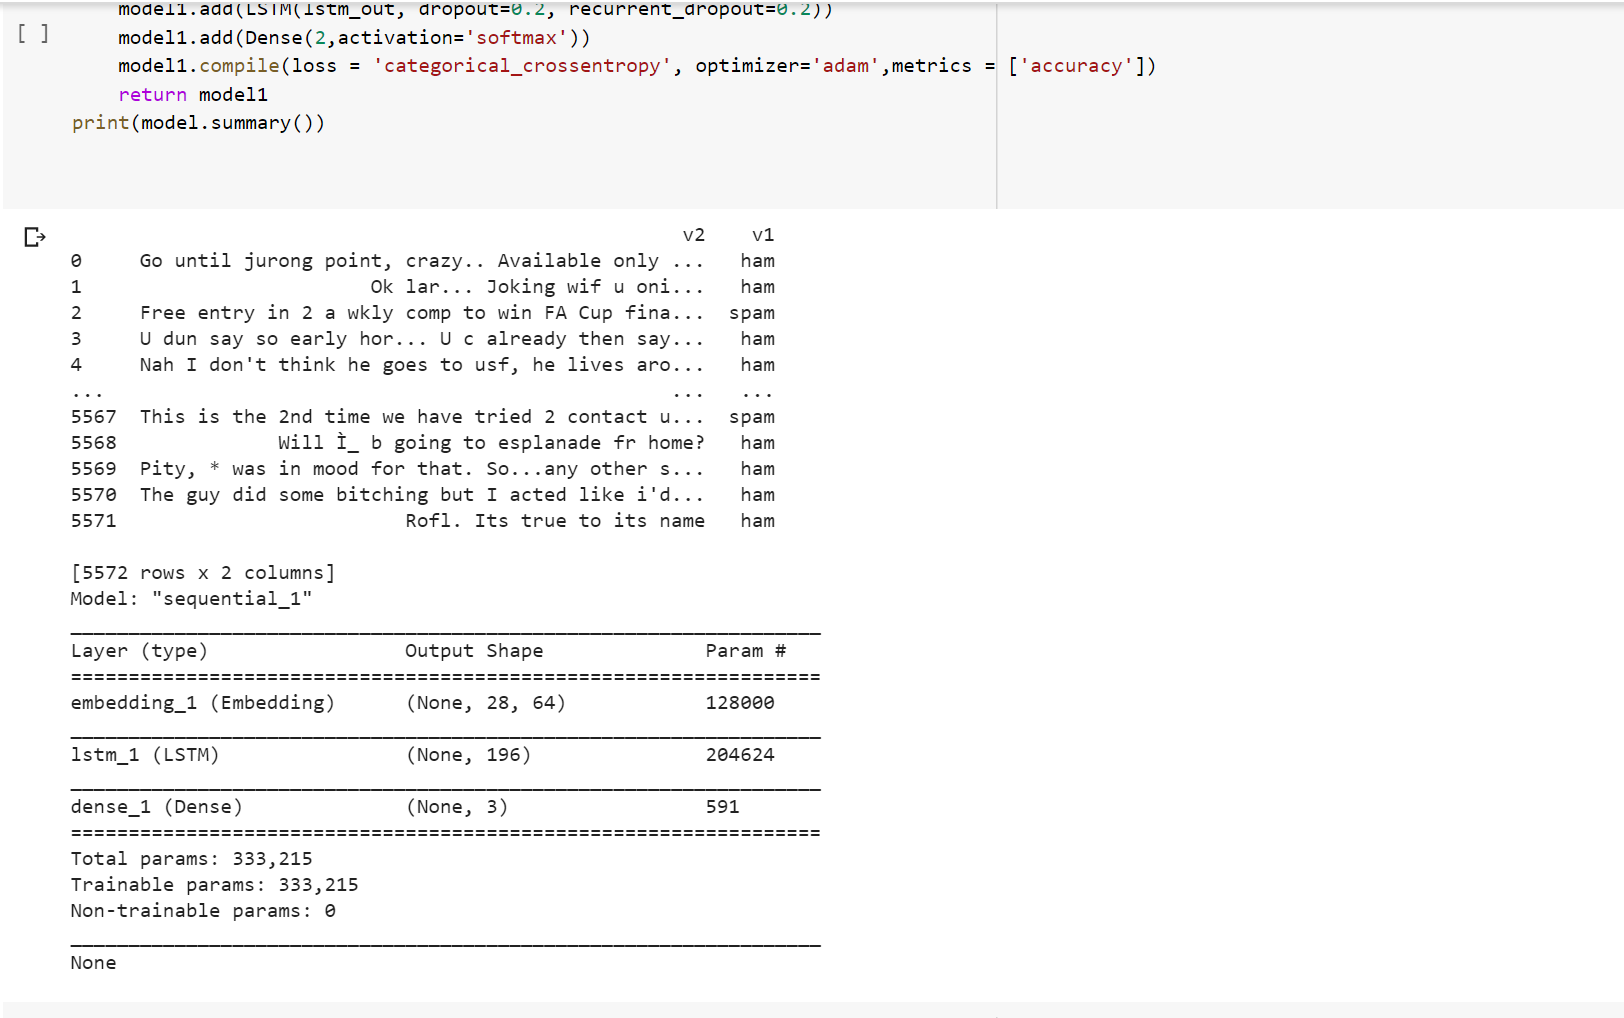 model1.add(LSTM(lstm_out, dropout=0.2, recurrent_dropout=0.2))
[ ]
model1.add(Dense(2,activation='softmax'))
model1.compile(loss = 'categorical_crossentropy', optimizer='adam',metrics = ['accuracy'])
return model1
print(model.summary())
v2 v1
0 Go until jurong point, crazy.. Available only ... ham
1 Ok lar... Joking wif u oni... ham
2 Free entry in 2 a wkly comp to win FA Cup fina... spam
3 U dun say so early hor... U c already then say... ham
4 Nah I don't think he goes to usf, he lives aro... ham
... ... ...
5567 This is the 2nd time we have tried 2 contact u... spam
5568 Will Ì_ b going to esplanade fr home? ham
5569 Pity, * was in mood for that. So...any other s... ham
5570 The guy did some bitching but I acted like i'd... ham
5571 Rofl. Its true to its name ham
[5572 rows x 2 columns]
Model: "sequential_1"
_________________________________________________________________
Layer (type) Output Shape Param #
=================================================================
embedding_1 (Embedding) (None, 28, 64) 128000
_________________________________________________________________
lstm_1 (LSTM) (None, 196) 204624
_________________________________________________________________
dense_1 (Dense) (None, 3) 591
=================================================================
Total params: 333,215
Trainable params: 333,215
Non-trainable params: 0
_________________________________________________________________
None